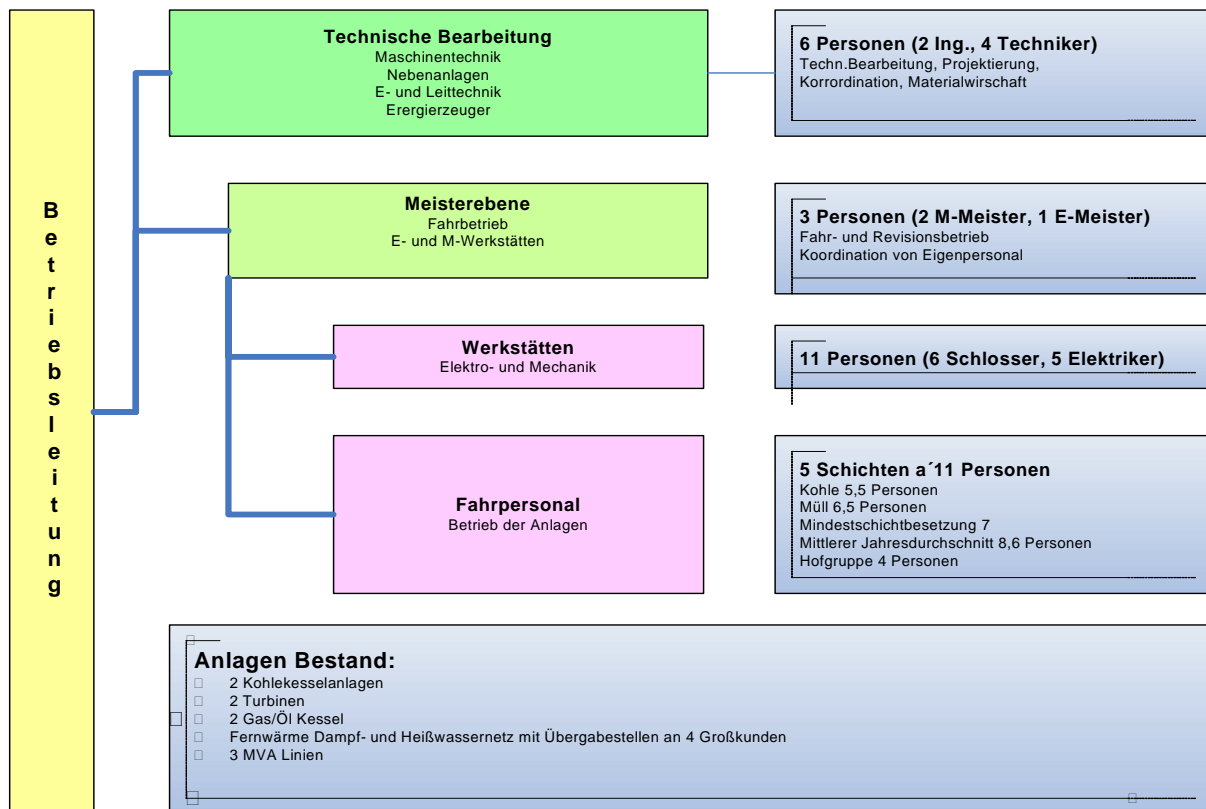 Betriebsleitung
Technische Bearbeitung
Maschinentechnik
Nebenanlagen
E- und Leittechnik
Erergierzeuger
6 Personen (2 Ing., 4 Techniker)
Techn.Bearbeitung, Projektierung,
Korrordination, Materialwirschaft
Meisterebene
Fahrbetrieb
E- und M-Werkstätten
3 Personen (2 M-Meister, 1 E-Meister)
Fahr- und Revisionsbetrieb
Koordination von Eigenpersonal
Werkstätten
Elektro- und Mechanik
11 Personen (6 Schlosser, 5 Elektriker)
Fahrpersonal
Betrieb der Anlagen
5 Schichten a´11 Personen
Kohle 5,5 Personen
Müll 6,5 Personen
Mindestschichtbesetzung 7
Mittlerer Jahresdurchschnitt 8,6 Personen
Hofgruppe 4 Personen
Anlagen Bestand:
2 Kohlekesselanlagen
2 Turbinen
2 Gas/Öl Kessel
Fernwärme Dampf- und Heißwassernetz mit Übergabestellen an 4 Großkunden
3 MVA Linien